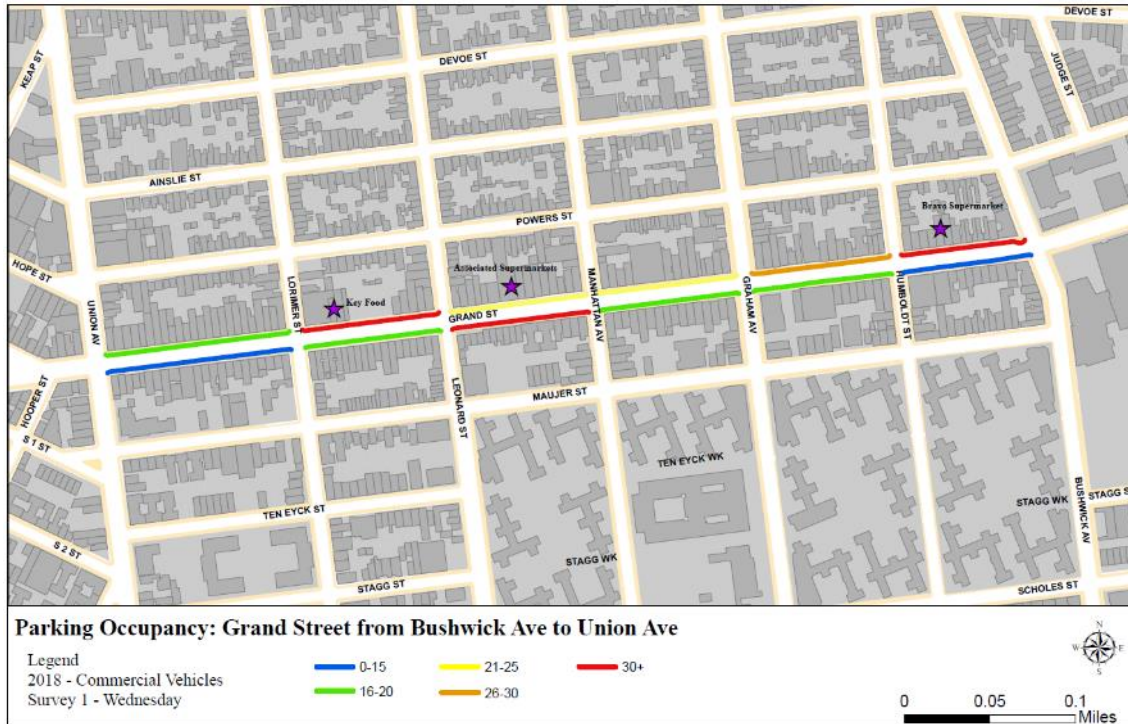 DEVOE ST
KEAP ST
DEVOE ST
JUDGE ST
AINSLIE ST
POWERS ST
Bravo Supermarket
HOPE ST
UNION AV
LORIMER ST
Key Food
Associated Supermarkets
GRAND ST
MANHATTAN AV
GRAHAM AV
HUMBOLDT ST
HOOPER ST
S 1 ST
LEONARD ST
MAUJER ST
TEN EYCK WK
TEN EYCK ST
S 2 ST
STAGG ST
STAGG WK
STAGG WK
BUSHWICK AV
STAGG S
SCHOLES ST
Parking Occupancy: Grand Street from Bushwick Ave to Union Ave
Legend
2018 - Commercial Vehicles
Survey 1 - Wednesday
0-15
21-25
30+
16-20
26-30
N
W
E
S
0 0.05 0.1
Miles